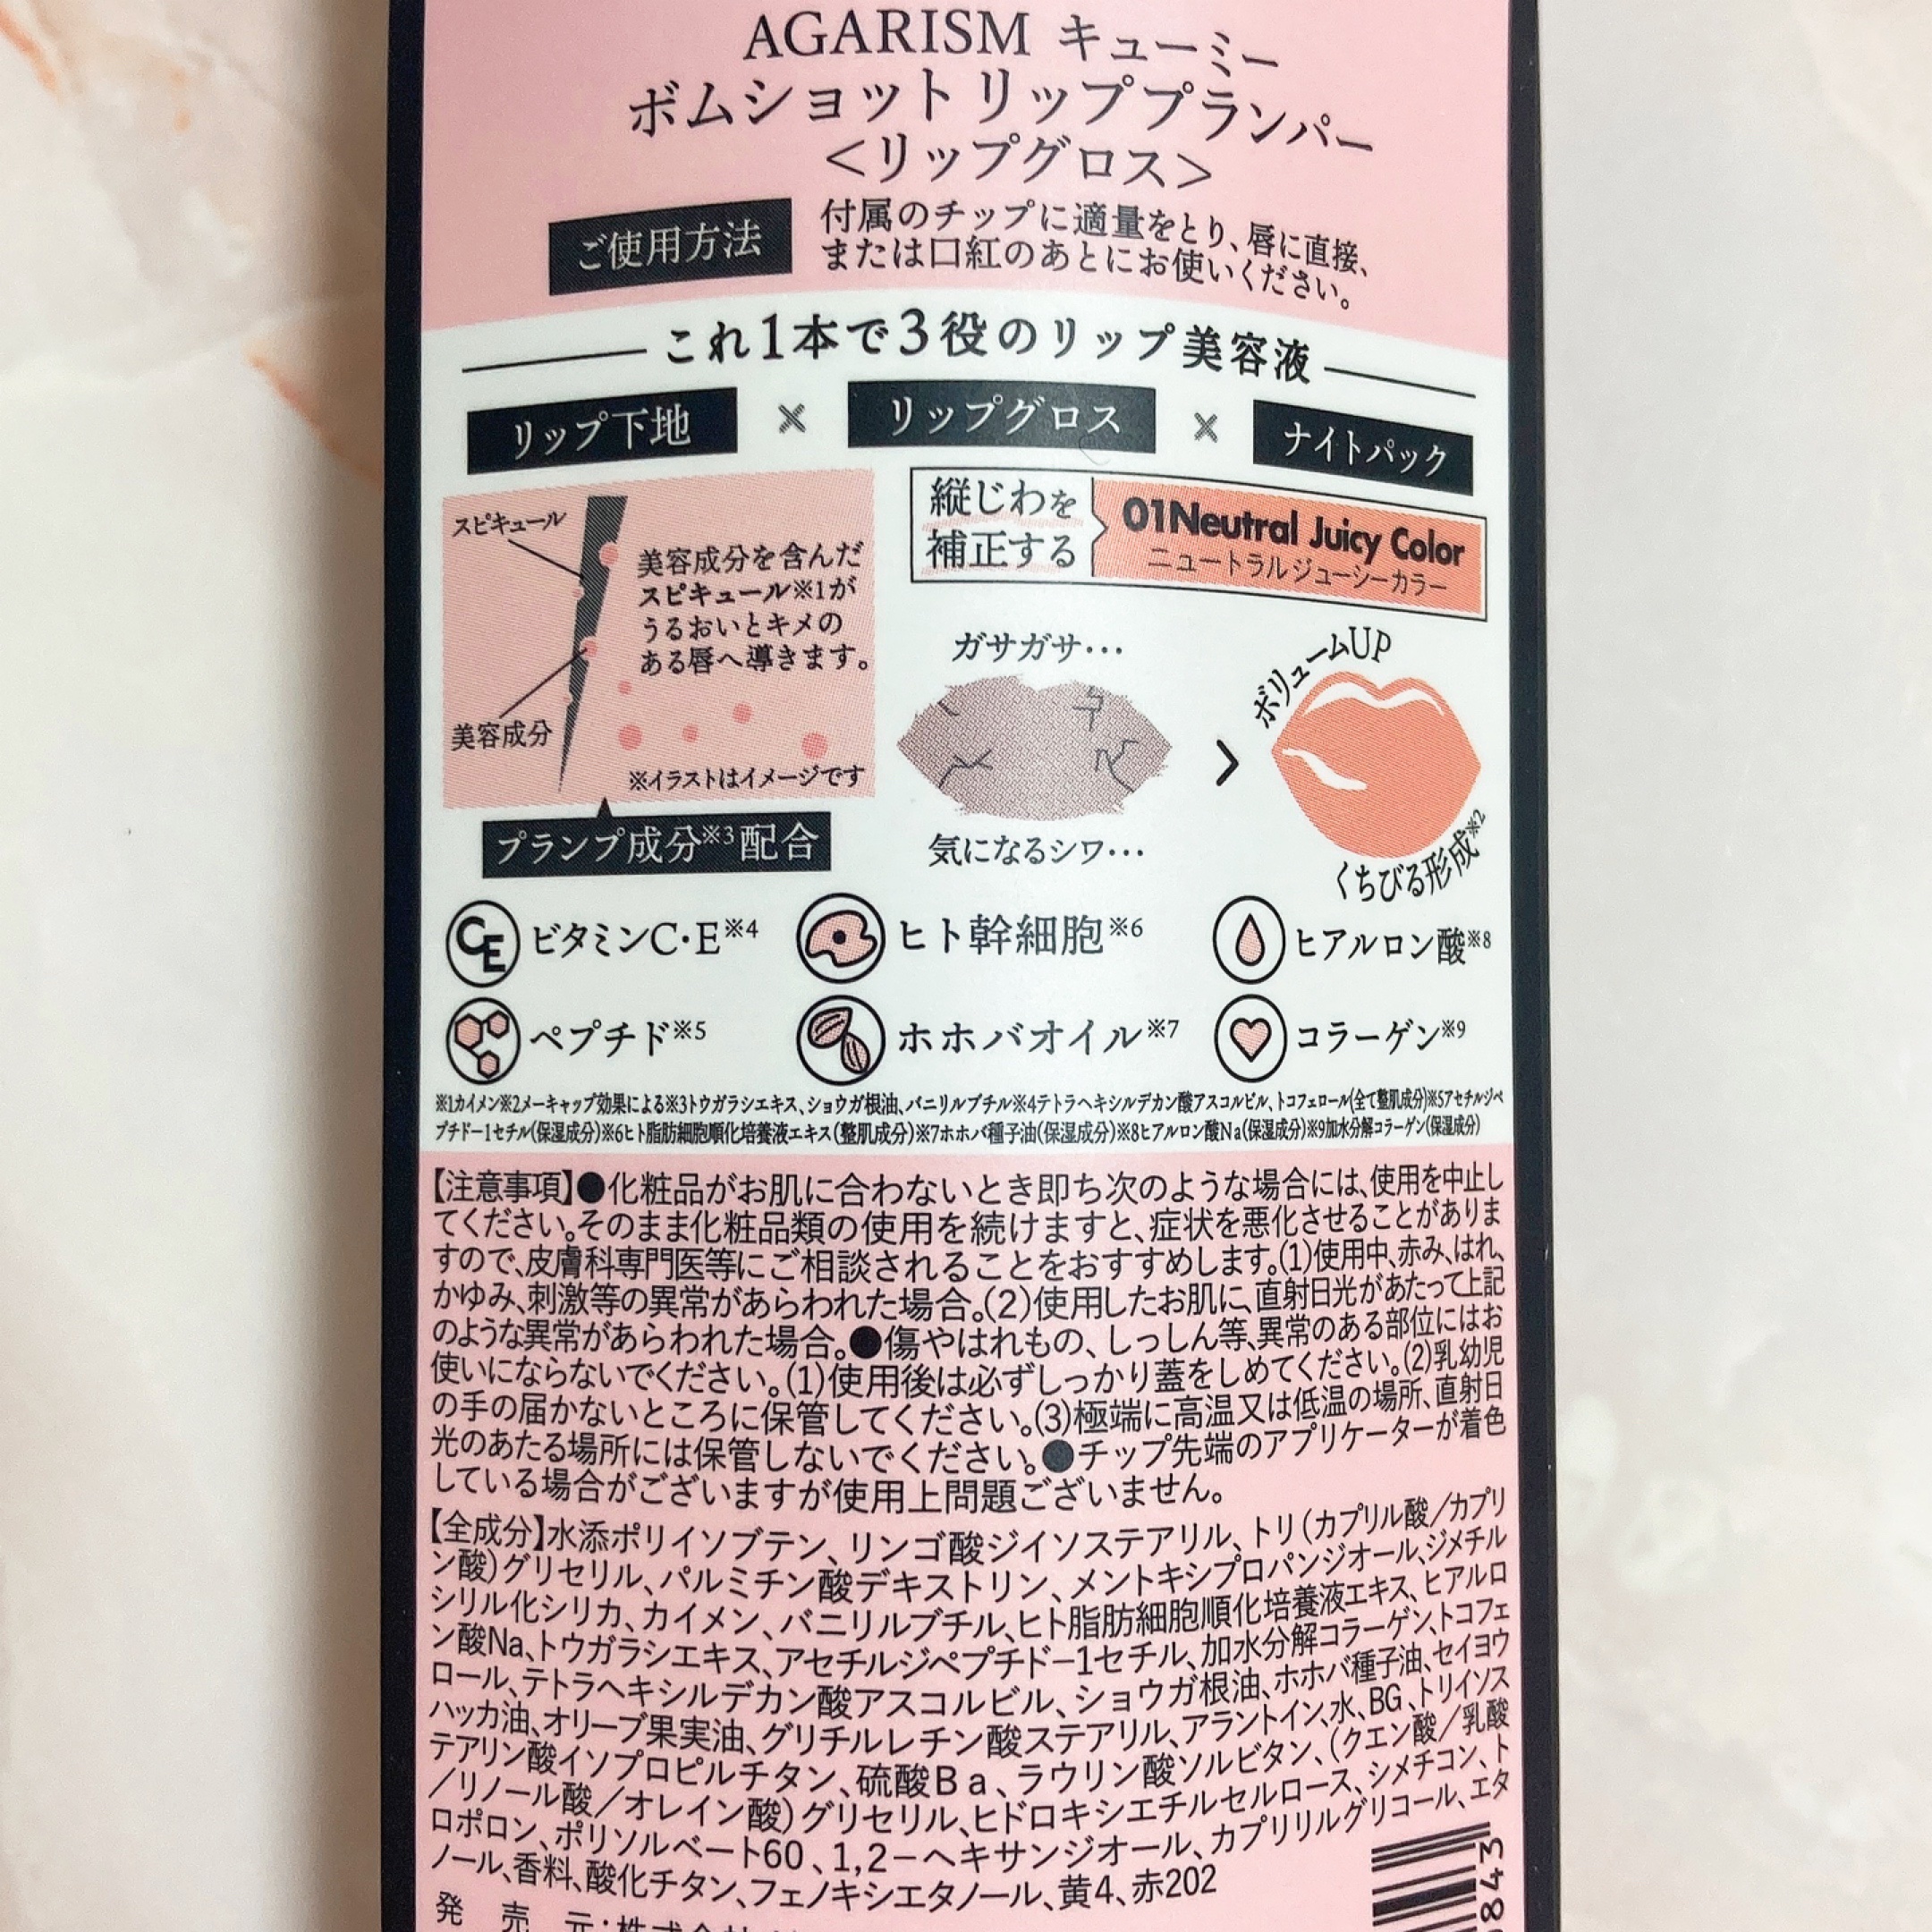 AGARISM キューミー
ボムショット リッププランパー
＜リップグロス＞
ご使用方法
付属のチップに適量をとり、唇に直接、
または口紅のあとにお使いください。
これ1本で3役のリップ美容液
リップ下地 × リップグロス × ナイトパック
スピキュール
美容成分を含んだ
スピキュール※1が
うるおいとキメの
ある唇へ導きます。
美容成分
※イラストはイメージです
プランプ成分※3配合
縦じわを
補正する
01Neutral Juicy Color
ニュートラルジューシーカラー
ガサガサ…
気になるシワ…
>
ボリュームUP
くちびる形成※2
CE ビタミンC・E※4
ヒト幹細胞※6
ヒアルロン酸※8
ペプチド※5
ホホバオイル※7
コラーゲン※9
※1カイメン※2メーキャップ効果による※3トウガラシエキス、ショウガ根油、バニリルブチル※4テトラヘキシルデカン酸アスコルビル、トコフェロール(全て整肌成分)※5アセチルジペ
プチドー1セチル(保湿成分)※6ヒト脂肪細胞順化培養液エキス(整肌成分)※7ホホバ種子油(保湿成分)※8ヒアルロン酸Na(保湿成分)※9加水分解コラーゲン(保湿成分)
【注意事項】●化粧品がお肌に合わないとき即ち次のような場合には、使用を中止し
てください。そのまま化粧品類の使用を続けますと、症状を悪化させることがありま
すので、皮膚科専門医等にご相談されることをおすすめします。(1)使用中、赤み、はれ、
かゆみ、刺激等の異常があらわれた場合。(2)使用したお肌に、直射日光があたって上記
のような異常があらわれた場合。●傷やはれもの、しっしん等、異常のある部位にはお
使いにならないでください。(1)使用後は必ずしっかり蓋をしめてください。(2)乳幼児
の手の届かないところに保管してください。(3)極端に高温又は低温の場所、直射日
光のあたる場所には保管しないでください。●チップ先端のアプリケーターが着色
している場合がございますが使用上問題ございません。
【全成分】水添ポリイソブテン、リンゴ酸ジイソステアリル、トリ(カプリル酸／カプリ
ン酸)グリセリル、パルミチン酸デキストリン、メントキシプロパンジオール、ジメチル
シリル化シリカ、カイメン、バニリルブチル、ヒト脂肪細胞順化培養液エキス、ヒアルロ
ン酸Na、トウガラシエキス、アセチルジペプチド－1セチル、加水分解コラーゲン、トコフェ
ロール、テトラヘキシルデカン酸アスコルビル、ショウガ根油、ホホバ種子油、セイヨウ
ハッカ油、オリーブ果実油、グリチルレチン酸ステアリル、アラントイン、水、BG、トリイソス
テアリン酸イソプロピルチタン、硫酸Ｂａ、ラウリン酸ソルビタン、(クエン酸／乳酸
／リノール酸／オレイン酸)グリセリル、ヒドロキシエチルセルロース、シメチコン、ト
ロポロン、ポリソルベート60、1,2－ヘキサンジオール、カプリリルグリコール、エタ
ノール、香料、酸化チタン、フェノキシエタノール、黄4、赤202
発 売 元:株式会社
843